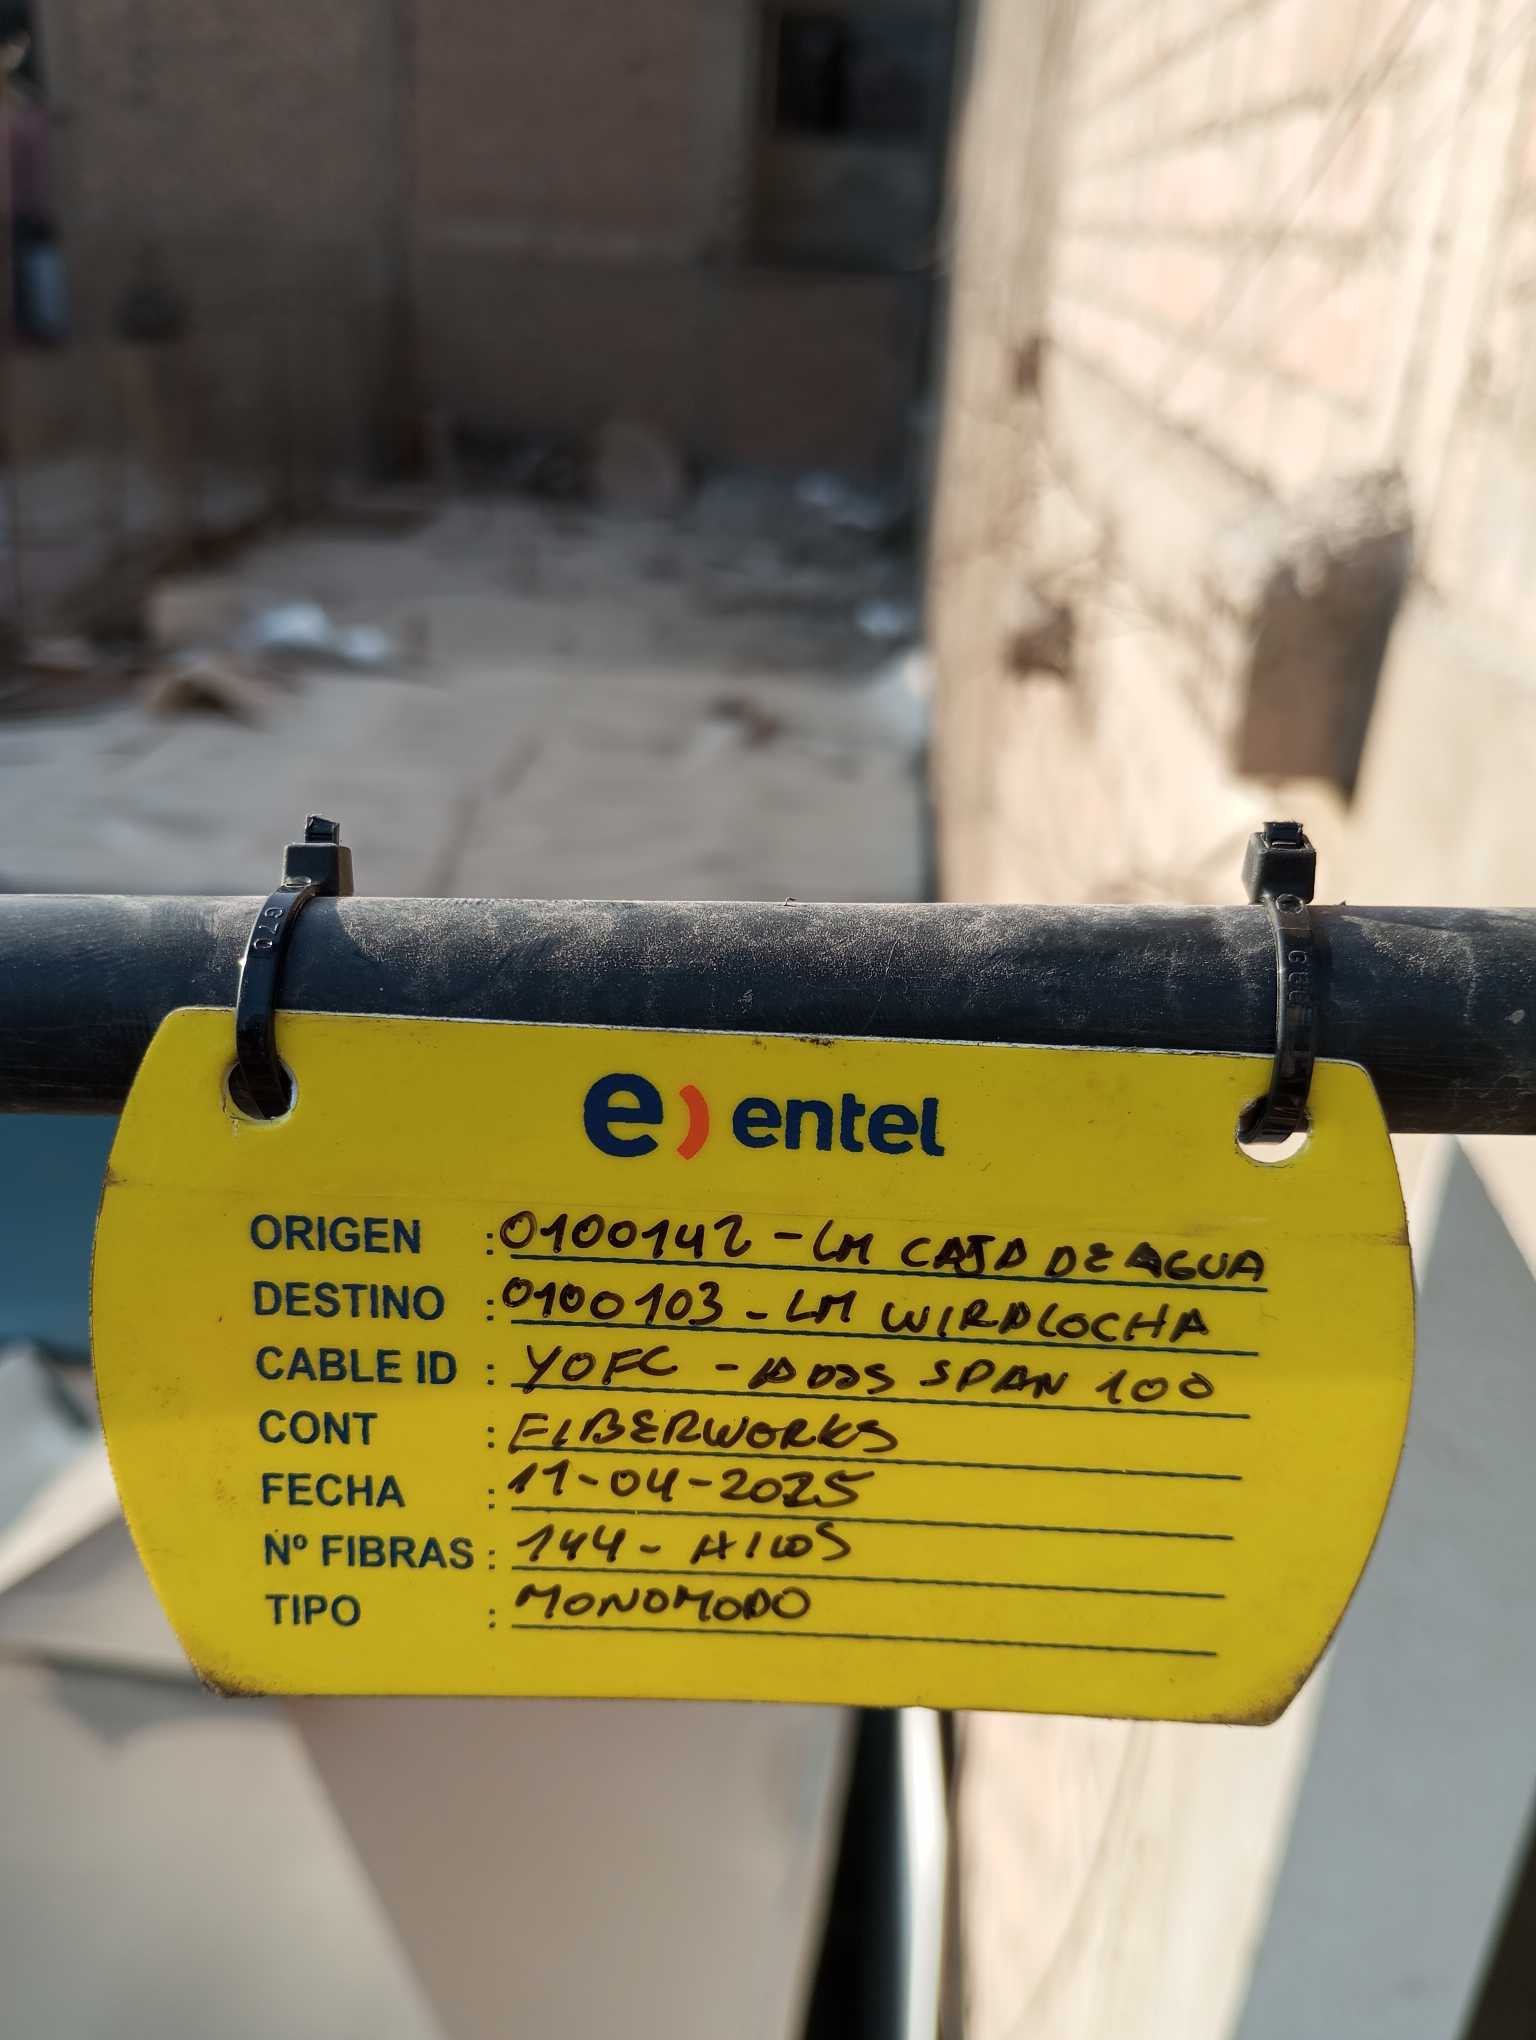 e) entel
ORIGEN : 0100142 - LM CAJA DE AGUA
DESTINO : 0100103 - LM WIRACOCHA
CABLE ID : YOFC - ADSS SPAN 100
CONT : FIBERWORKS
FECHA : 11-04-2025
Nº FIBRAS : 144 - HILOS
TIPO : MONOMODO